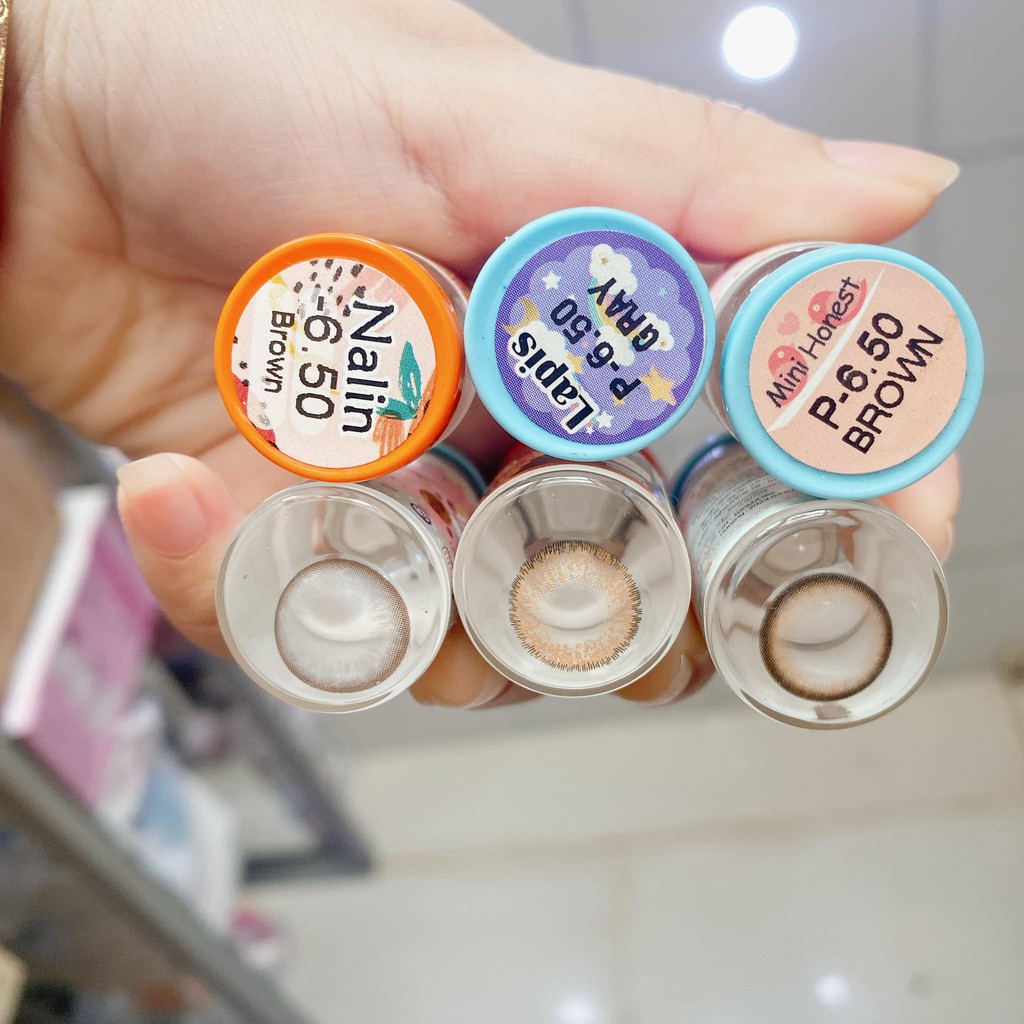 Nalin
-6.50
Brown
Lapis
P-6.50
GRAY
Mini Honest
P-6.50
BROWN